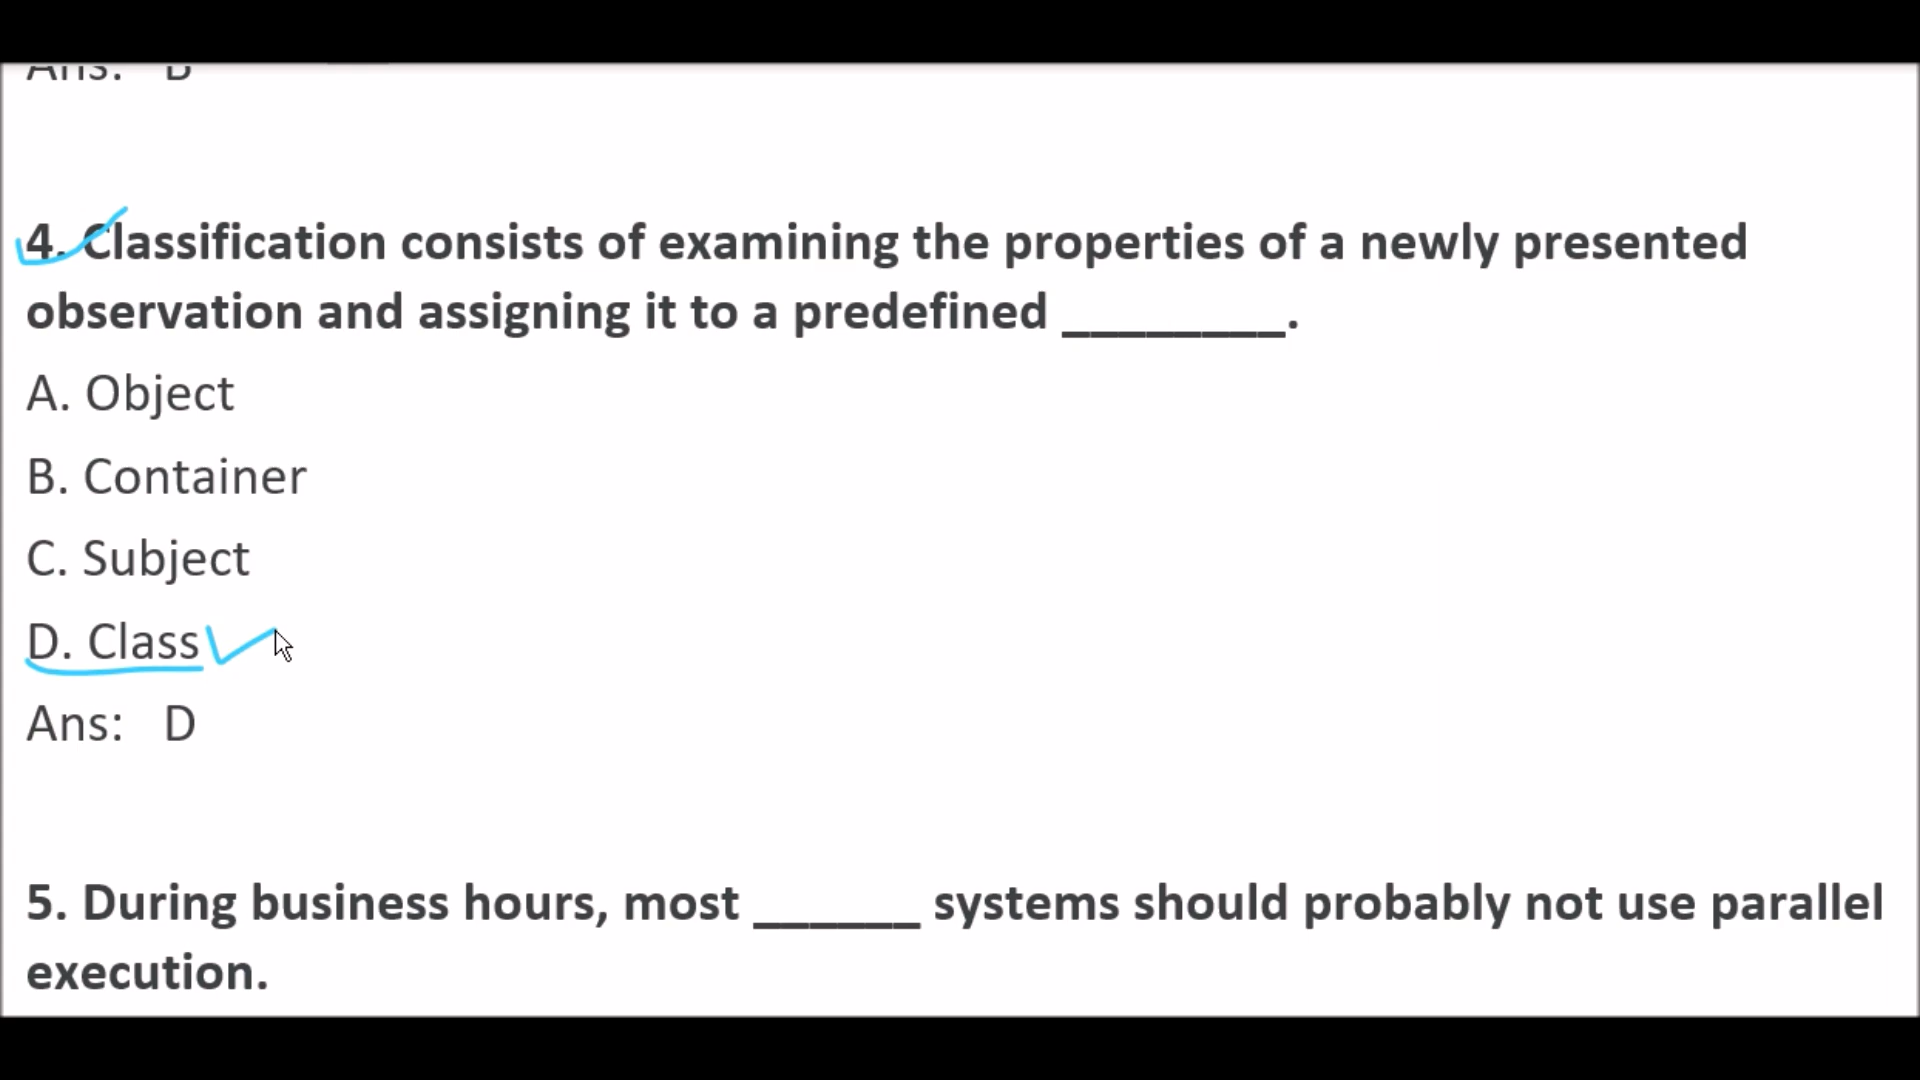 Ans: B
4. Classification consists of examining the properties of a newly presented
observation and assigning it to a predefined ________.
A. Object
B. Container
C. Subject
D. Class
Ans: D
5. During business hours, most ______ systems should probably not use parallel
execution.